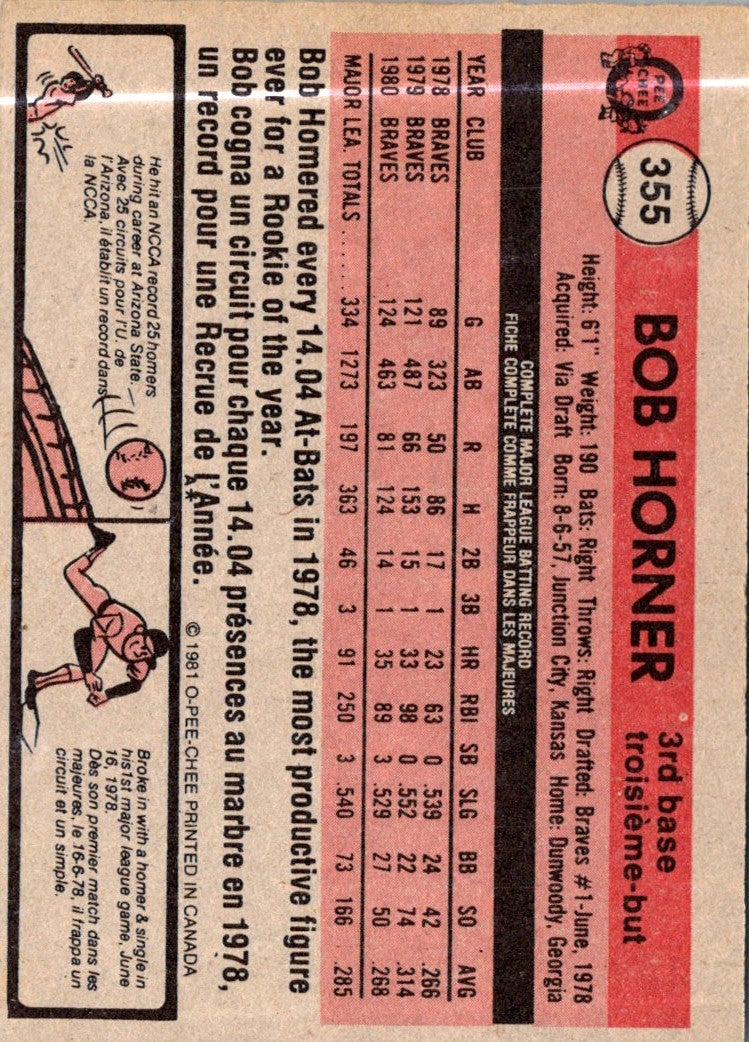 O PEE CHEE
355
BOB HORNER
3rd base
troisième-but
Height: 6'1" Weight: 190 Bats: Right Throws: Right Drafted: Braves #1-June, 1978
Acquired: Via Draft Born: 8-6-57, Junction City, Kansas Home: Dunwoody, Georgia
COMPLETE MAJOR LEAGUE BATTING RECORD
FICHE COMPLETE COMME FRAPPEUR DANS LES MAJEURES
YEAR CLUB G AB R H 2B 3B HR RBI SB SLG BB SO AVG
1978 BRAVES 89 323 50 86 17 1 23 63 0 .539 24 42 .266
1979 BRAVES 121 487 66 153 15 1 33 98 0 .552 22 74 .314
1980 BRAVES 124 463 81 124 14 1 35 89 3 .529 27 50 .268
MAJOR LEA. TOTALS ...... 334 1273 197 363 46 3 91 250 3 .540 73 166 .285
Bob Homered every 14.04 At-Bats in 1978, the most productive figure
ever for a Rookie of the year.
Bob cogna un circuit pour chaque 14.04 présences au marbre en 1978,
un record pour une Recrue de L'Année.
A**
© 1981 O-PEE-CHEE PRINTED IN CANADA
He hit an NCCA record 25 homers
during career at Arizona State.
Avec 25 circuits pour l'U. de
l'Arizona, il établit un record dans
la NCCA.
Broke in with a homer & single in
his 1st major league game, June
16, 1978.
Dès son premier match dans les
majeures, le 16-6-78, il frappa un
circuit et un simple.